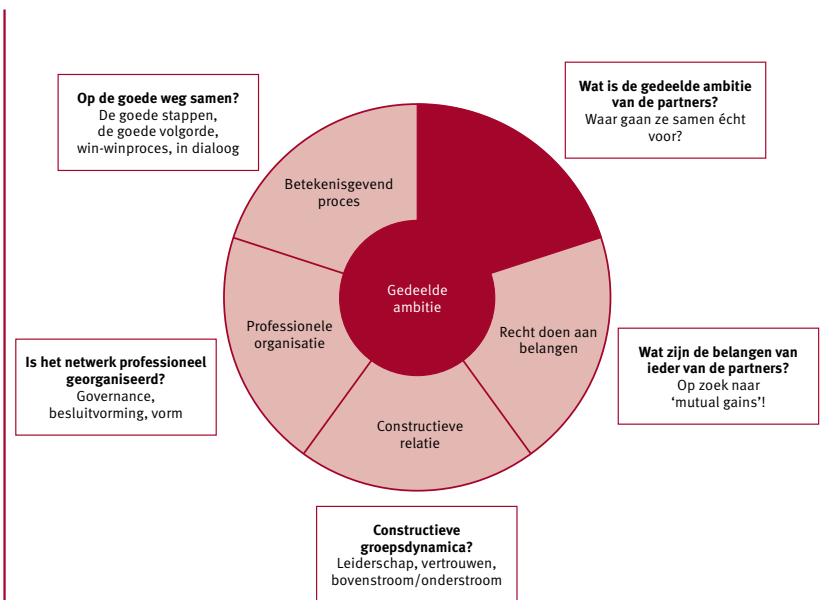 Op de goede weg samen?
De goede stappen,
de goede volgorde,
win-winproces, in dialoog
Wat is de gedeelde ambitie
van de partners?
Waar gaan ze samen écht
voor?
Betekenisgevend
proces
Gedeelde
ambitie
Professionele
organisatie
Recht doen aan
belangen
Constructieve
relatie
Is het netwerk professioneel
georganiseerd?
Governance,
besluitvorming, vorm
Wat zijn de belangen van
ieder van de partners?
Op zoek naar
‘mutual gains’!
Constructieve
groepsdynamica?
Leiderschap, vertrouwen,
bovenstroom/onderstroom